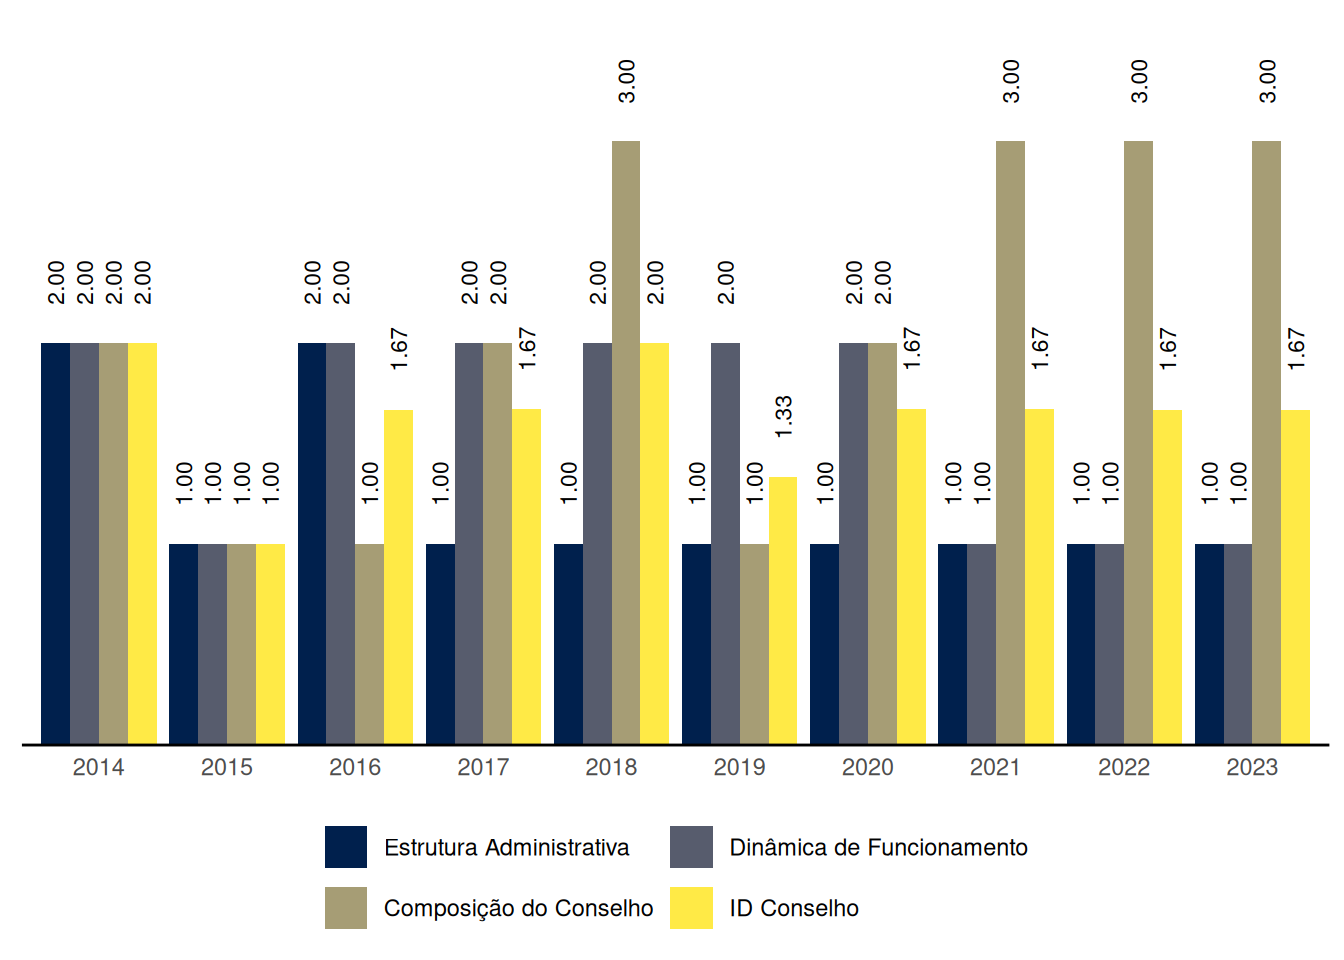 3.00 3.00 3.00 3.00
2.00 2.00 2.00 2.00 2.00 2.00 2.00 2.00 2.00 2.00 2.00 2.00 2.00
1.67 1.67 1.67 1.67 1.67 1.67
1.33
1.00 1.00 1.00 1.00 1.00 1.00 1.00 1.00 1.00 1.00 1.00 1.00 1.00 1.00 1.00 1.00
2014 2015 2016 2017 2018 2019 2020 2021 2022 2023
Estrutura Administrativa Dinâmica de Funcionamento
Composição do Conselho ID Conselho